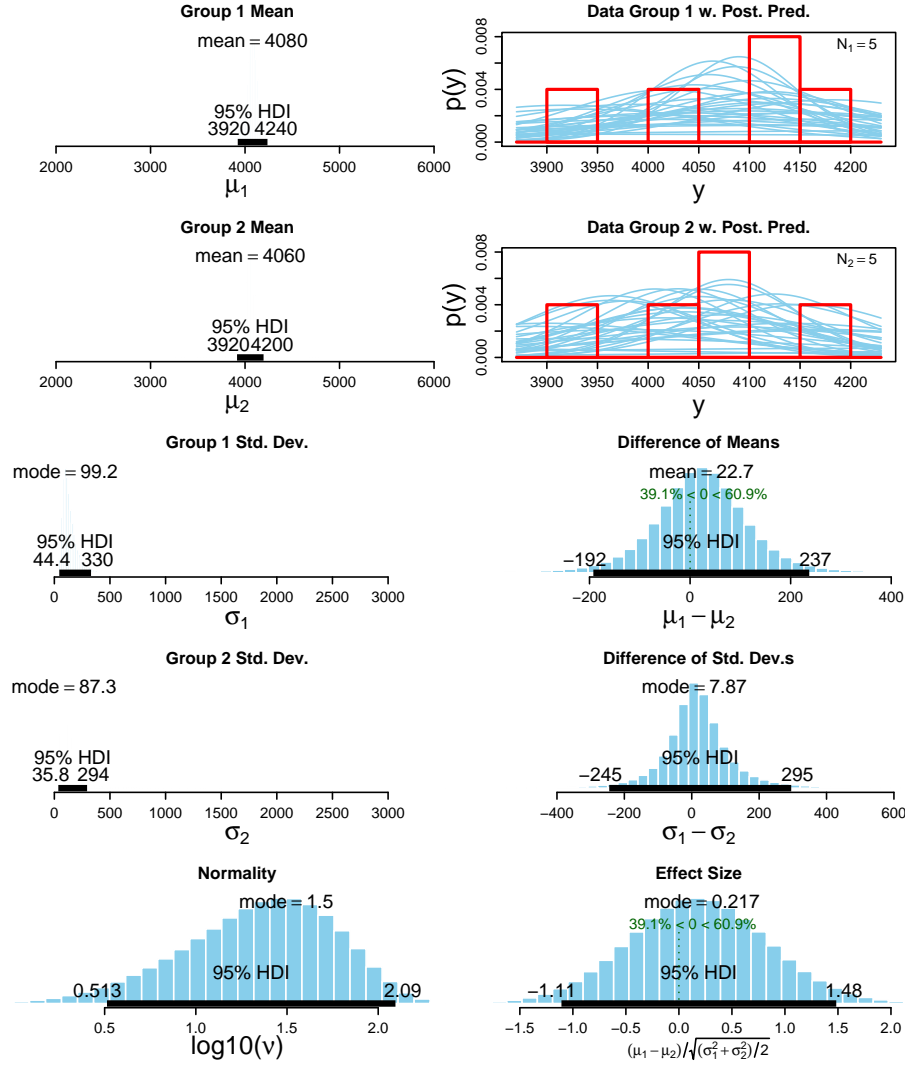 Group 1 Mean
mean = 4080
95% HDI
3920 4240
2000 3000 4000 5000 6000
μ1
Data Group 1 w. Post. Pred.
N1 = 5
0.000 0.004 0.008
p(y)
3900 3950 4000 4050 4100 4150 4200
y
Group 2 Mean
mean = 4060
95% HDI
3920 4200
2000 3000 4000 5000 6000
μ2
Data Group 2 w. Post. Pred.
N2 = 5
0.000 0.004 0.008
p(y)
3900 3950 4000 4050 4100 4150 4200
y
Group 1 Std. Dev.
mode = 99.2
95% HDI
44.4 330
0 500 1000 1500 2000 2500 3000
σ1
Difference of Means
mean = 22.7
39.1% < 0 < 60.9%
95% HDI
−192 237
−200 0 200 400
μ1 − μ2
Group 2 Std. Dev.
mode = 87.3
95% HDI
35.8 294
0 500 1000 1500 2000 2500 3000
σ2
Difference of Std. Dev.s
mode = 7.87
95% HDI
−245 295
−400 −200 0 200 400 600
σ1 − σ2
Normality
mode = 1.5
95% HDI
0.513 2.09
0.5 1.0 1.5 2.0
log10(ν)
Effect Size
mode = 0.217
39.1% < 0 < 60.9%
95% HDI
−1.11 1.48
−1.5 −1.0 −0.5 0.0 0.5 1.0 1.5 2.0
(μ1 − μ2)/√(σ1² + σ2²)/2